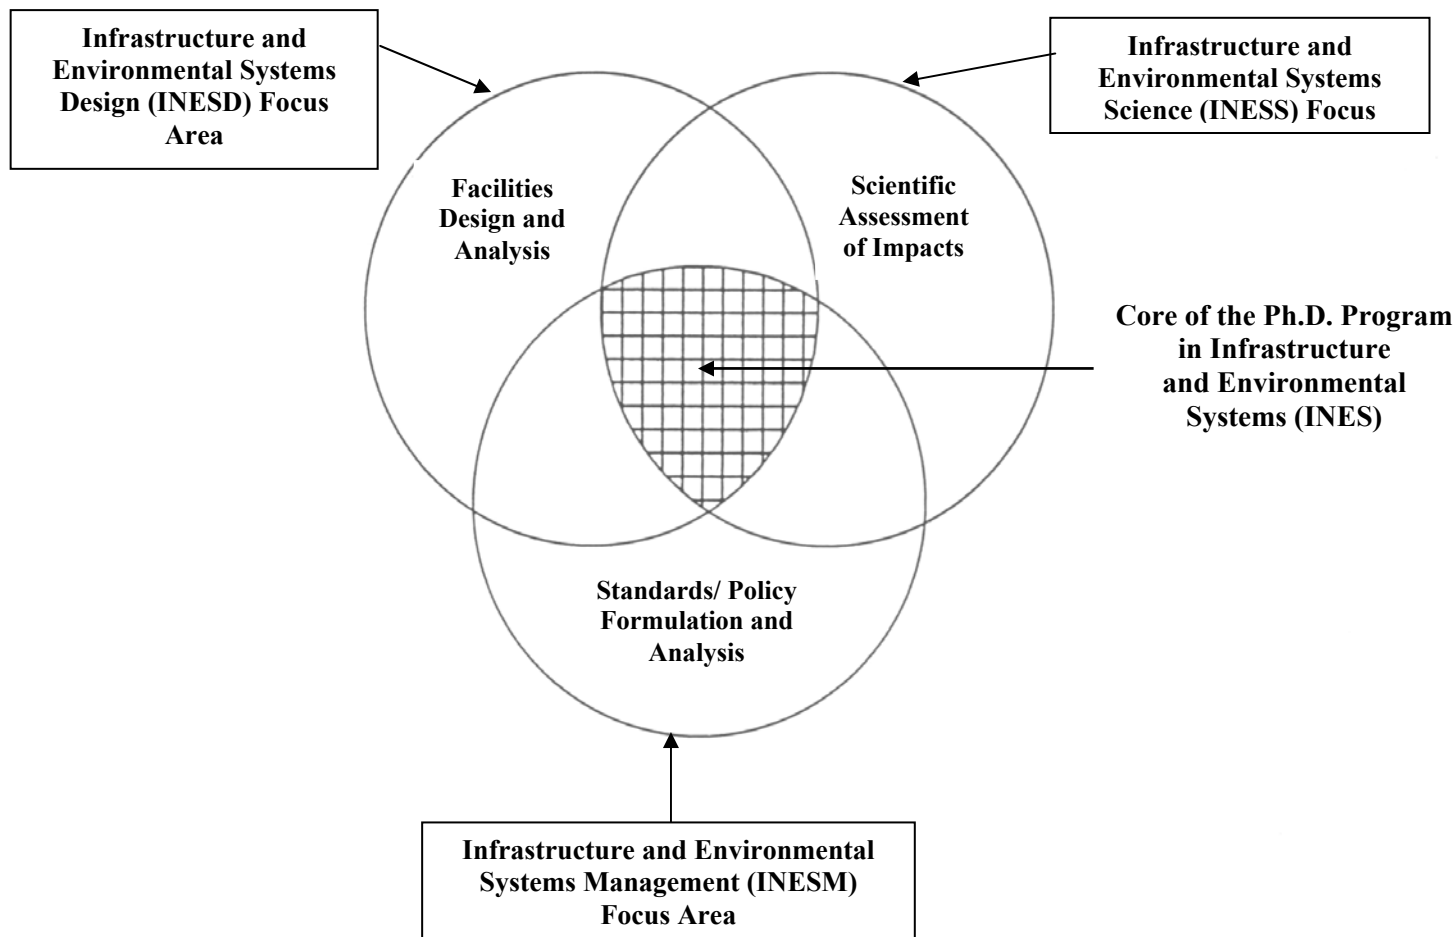 Infrastructure and
Environmental Systems
Design (INESD) Focus
Area
Infrastructure and
Environmental Systems
Science (INESS) Focus
Facilities
Design and
Analysis
Scientific
Assessment
of Impacts
Core of the Ph.D. Program
in Infrastructure
and Environmental
Systems (INES)
Standards/ Policy
Formulation and
Analysis
Infrastructure and Environmental
Systems Management (INESM)
Focus Area